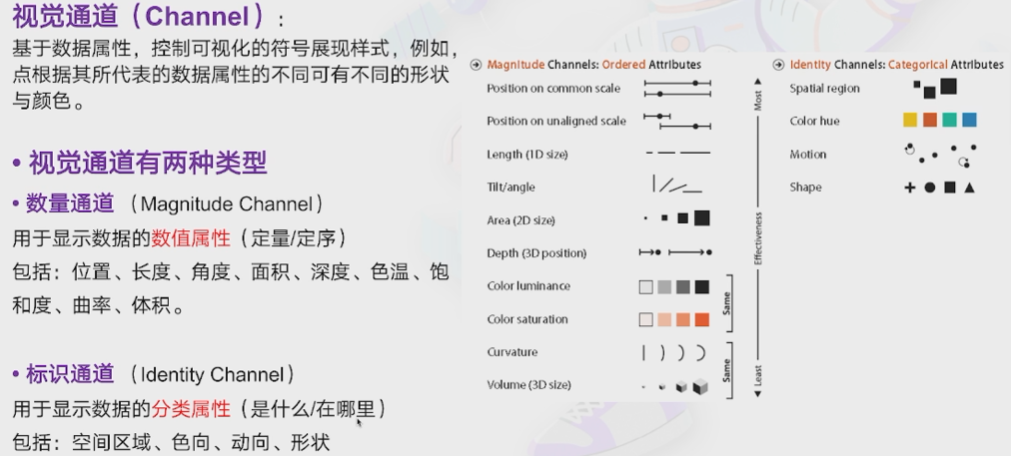 视觉通道（Channel）:
基于数据属性，控制可视化的符号展现样式，例如，
点根据其所代表的数据属性的不同可有不同的形状
与颜色。
• 视觉通道有两种类型
• 数量通道 （Magnitude Channel）
用于显示数据的数值属性（定量/定序）
包括：位置、长度、角度、面积、深度、色温、饱
和度、曲率、体积。
• 标识通道 （Identity Channel）
用于显示数据的分类属性（是什么/在哪里）
包括：空间区域、色向、动向、形状
Magnitude Channels: Ordered Attributes
Position on common scale
Position on unaligned scale
Length (1D size)
Tilt/angle
Area (2D size)
Depth (3D position)
Color luminance
Color saturation
Curvature
Volume (3D size)
Same
Same
Most
Effectiveness
Least
Identity Channels: Categorical Attributes
Spatial region
Color hue
Motion
Shape